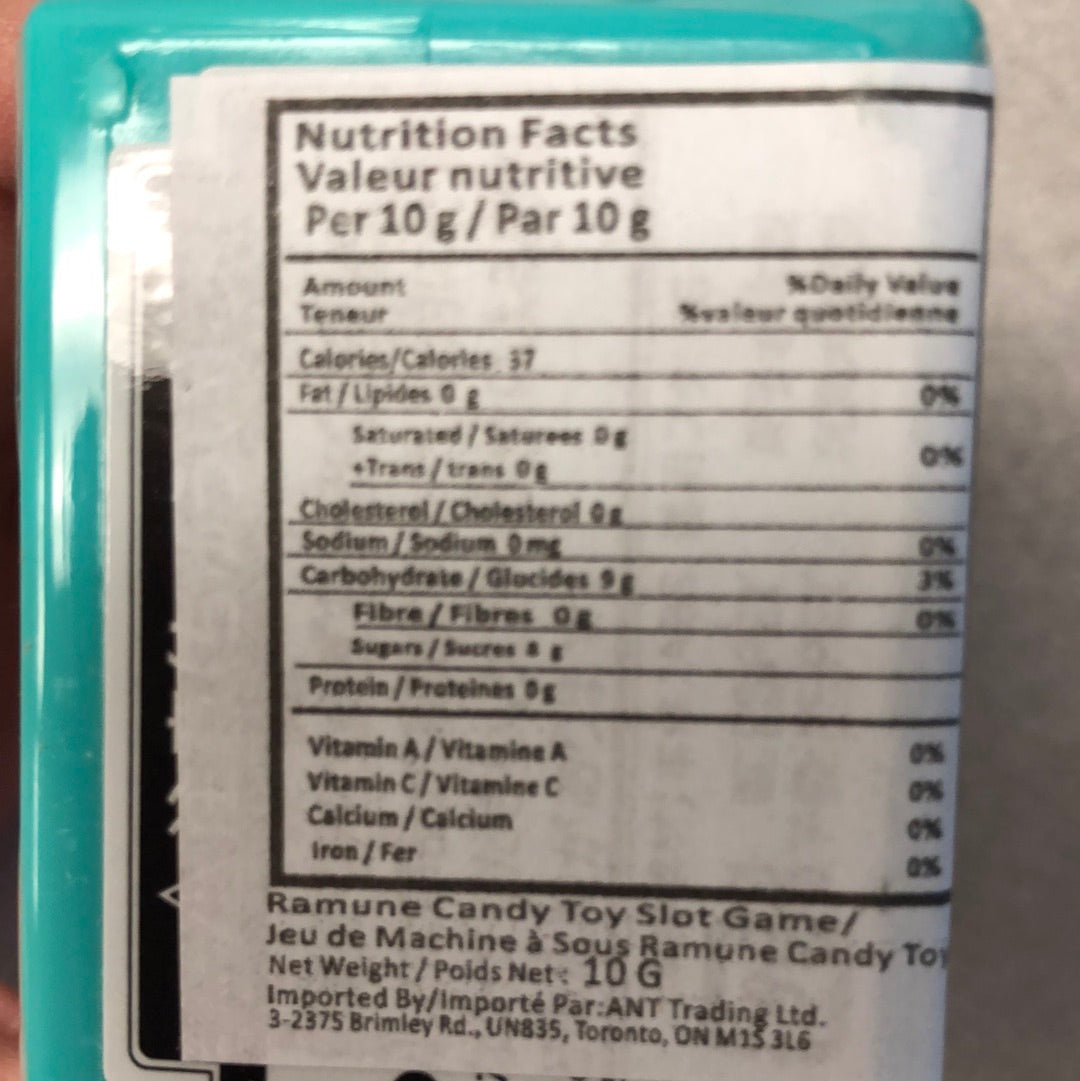 Nutrition Facts
Valeur nutritive
Per 10 g / Par 10 g
Amount %Daily Value
Teneur %valeur quotidienne
Calories/Calories 37
Fat / Lipides 0 g 0%
Saturated / Saturees 0 g
+Trans / trans 0 g 0%
Cholesterol / Cholesterol 0 g
Sodium / Sodium 0 mg 0%
Carbohydrate / Glucides 9 g 3%
Fibre / Fibres 0 g 0%
Sugars / Sucres 8 g
Protein / Proteines 0 g
Vitamin A / Vitamine A 0%
Vitamin C / Vitamine C 0%
Calcium / Calcium 0%
Iron / Fer 0%
Ramune Candy Toy Slot Game/
Jeu de Machine à Sous Ramune Candy Toy
Net Weight / Poids Net: 10 G
Imported By/Importé Par:ANT Trading Ltd.
3-2375 Brimley Rd., UN835, Toronto, ON M1S 3L6